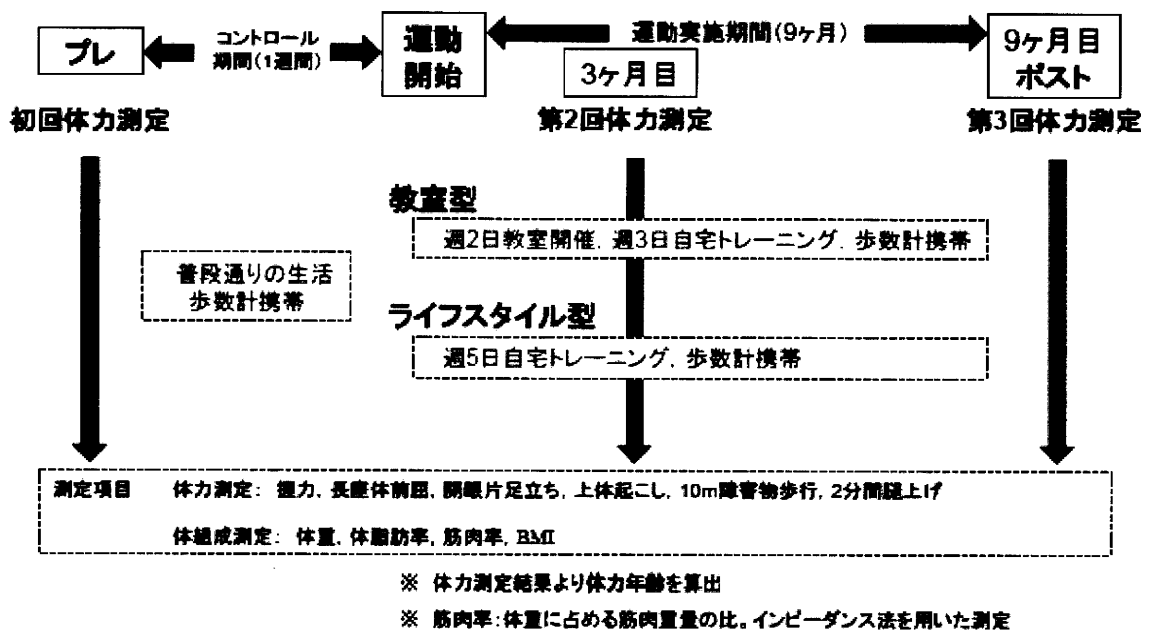 プレ
コントロール
期間(1週間)
運動
開始
運動実施期間(9ヶ月)
3ヶ月目
9ヶ月目
ポスト
初回体力測定
第2回体力測定
第3回体力測定
教室型
週2日教室開催, 週3日自宅トレーニング, 歩数計携帯
普段通りの生活
歩数計携帯
ライフスタイル型
週5日自宅トレーニング, 歩数計携帯
測定項目 体力測定: 握力, 長座体前屈, 開眼片足立ち, 上体起こし, 10m障害物歩行, 2分間腿上げ
体組成測定: 体重, 体脂肪率, 筋肉率, BMI
※ 体力測定結果より体力年齢を算出
※ 筋肉率:体重に占める筋肉重量の比。インピーダンス法を用いた測定